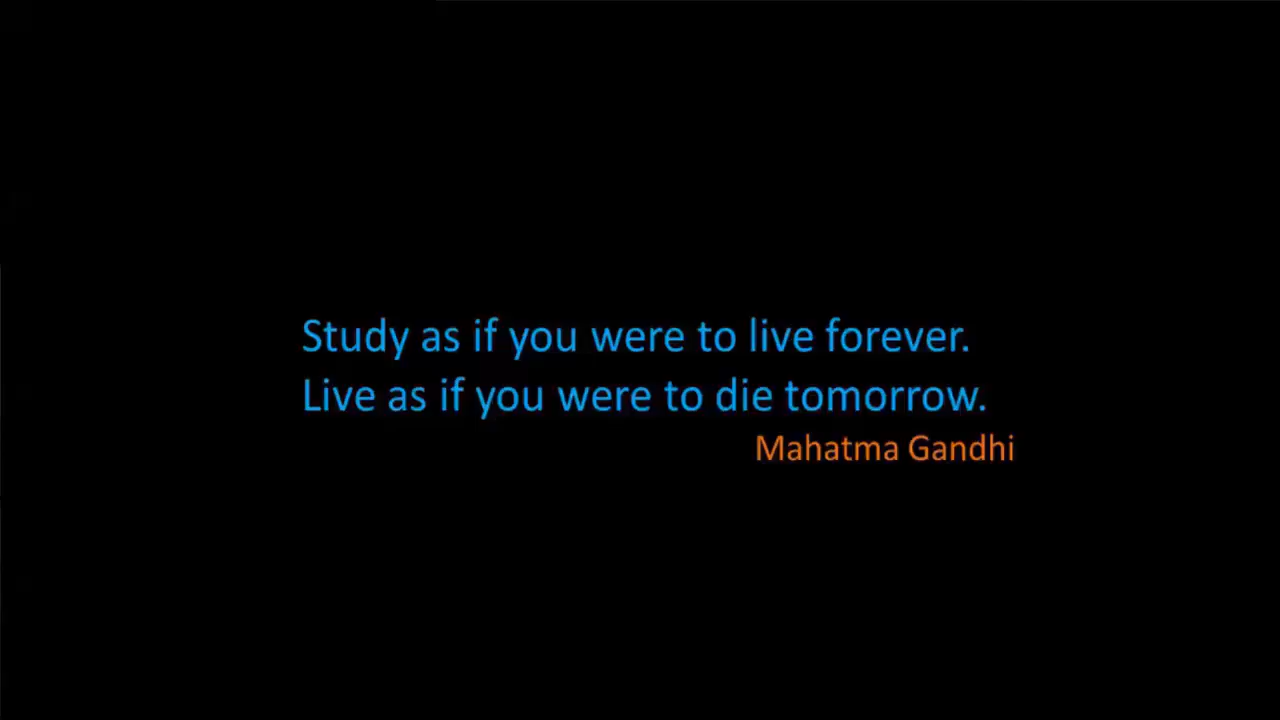 Study as if you were to live forever.
Live as if you were to die tomorrow.
Mahatma Gandhi